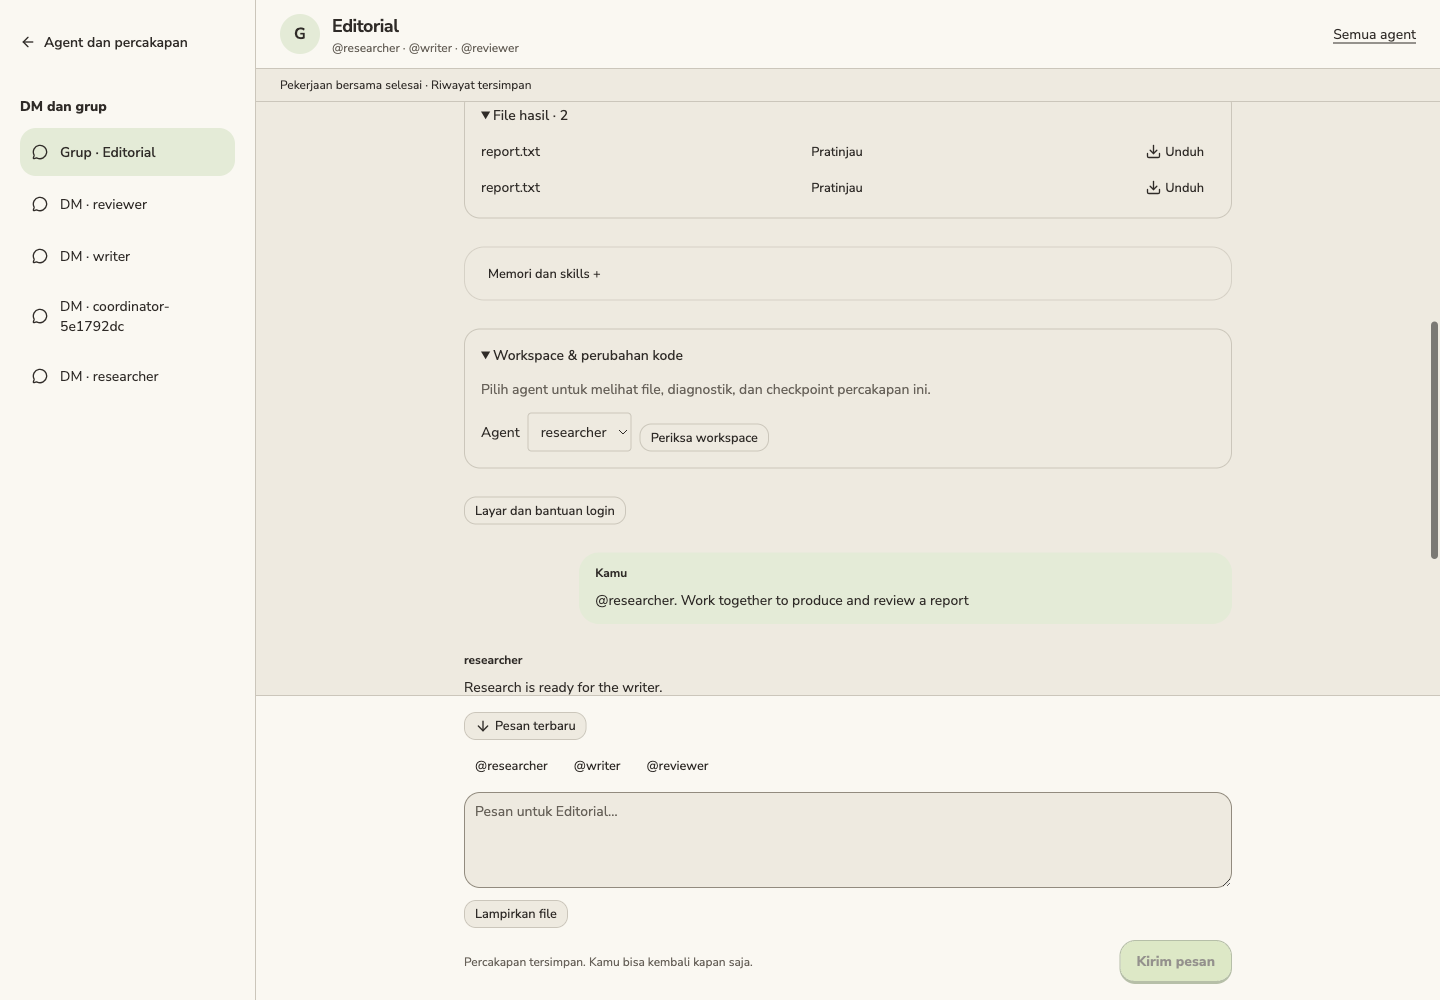 Agent dan percakapan
DM dan grup
Grup · Editorial
DM · reviewer
DM · writer
DM · coordinator-
5e1792dc
DM · researcher
G
Editorial
@researcher · @writer · @reviewer
Semua agent
Pekerjaan bersama selesai · Riwayat tersimpan
File hasil · 2
report.txt Pratinjau Unduh
report.txt Pratinjau Unduh
Memori dan skills +
Workspace & perubahan kode
Pilih agent untuk melihat file, diagnostik, dan checkpoint percakapan ini.
Agent researcher Periksa workspace
Layar dan bantuan login
Kamu
@researcher. Work together to produce and review a report
researcher
Research is ready for the writer.
Pesan terbaru
@researcher @writer @reviewer
Pesan untuk Editorial...
Lampirkan file
Percakapan tersimpan. Kamu bisa kembali kapan saja.
Kirim pesan